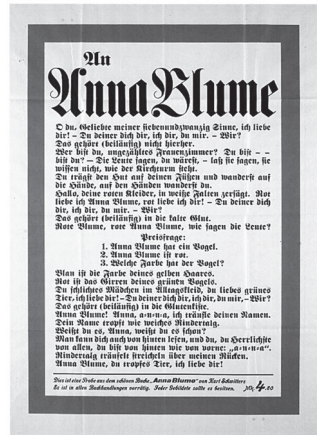 An
Anna Blume
O du, Geliebte meiner siebenundzwanzig Sinne, ich liebe
dir! – Du deiner dich dir, ich dir, du mir. – Wir?
Das gehört (beiläufig) nicht hierher.
Wer bist du, ungezähltes Frauenzimmer? Du bist – –
bist du? – Die Leute sagen, du wärest, – laß sie sagen, sie
wissen nicht, wie der Kirchturm steht.
Du trägst den Hut auf deinen Füßen und wanderst auf
die Hände, auf den Händen wanderst du.
Hallo, deine roten Kleider, in weiße Falten zersägt. Rot
liebe ich Anna Blume, rot liebe ich dir! – Du deiner dich
dir, ich dir, du mir. – Wir?
Das gehört (beiläufig) in die kalte Glut.
Rote Blume, rote Anna Blume, wie sagen die Leute?
Preisfrage:
1. Anna Blume hat ein Vogel.
2. Anna Blume ist rot.
3. Welche Farbe hat der Vogel?
Blau ist die Farbe deines gelben Haares.
Rot ist das Girren deines grünen Vogels.
Du schlichtes Mädchen im Alltagskleid, du liebes grünes
Tier, ich liebe dir! – Du deiner dich dir, ich dir, du mir, – Wir?
Das gehört (beiläufig) in die Glutenkiste.
Anna Blume! Anna, a-n-n-a, ich träufle deinen Namen.
Dein Name tropft wie weiches Rindertalg.
Weißt du es, Anna, weißt du es schon?
Man kann dich auch von hinten lesen, und du, du Herrlichste
von allen, du bist von hinten wie von vorne: „a-n-n-a“.
Rindertalg träufelt streicheln über meinen Rücken.
Anna Blume, du tropfes Tier, ich liebe dir!
Dies ist eine Probe aus dem schönen Buche „Anna Blume“ von Kurt Schwitters
Es ist in allen Buchhandlungen vorrätig. Jeder Gebildete sollte es besitzen.
4.